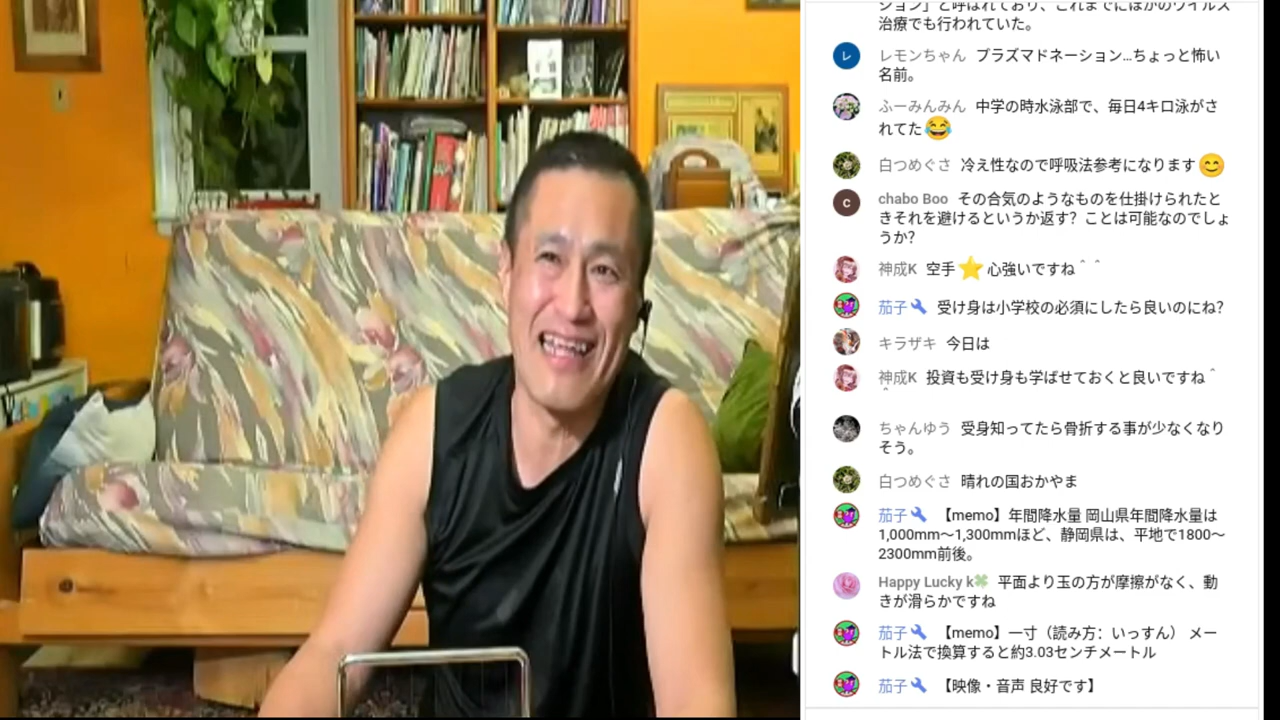 ション」と呼ばれており、これまでにほかのウイルス
治療でも行われていた。
レ レモンちゃん プラズマドネーション…ちょっと怖い
名前。
ふーみんみん 中学の時水泳部で、毎日4キロ泳がさ
れてた😂
白つめぐさ 冷え性なので呼吸法参考になります😊
C chabo Boo その合気のようなものを仕掛けられたと
きそれを避けるというか返す？ことは可能なのでしょ
うか？
神成K 空手⭐心強いですね＾＾
茄子🔧 受け身は小学校の必須にしたら良いのにね？
キラザキ 今日は
神成K 投資も受け身も学ばせておくと良いですね＾
＾
ちゃんゆう 受身知ってたら骨折する事が少なくなり
そう。
白つめぐさ 晴れの国おかやま
茄子🔧 【memo】年間降水量 岡山県年間降水量は
1,000mm〜1,300mmほど、静岡県は、平地で1800〜
2300mm前後。
Happy Lucky k🍀 平面より玉の方が摩擦がなく、動
きが滑らかですね
茄子🔧 【memo】一寸（読み方：いっすん） メー
トル法で換算すると約3.03センチメートル
茄子🔧 【映像・音声 良好です】